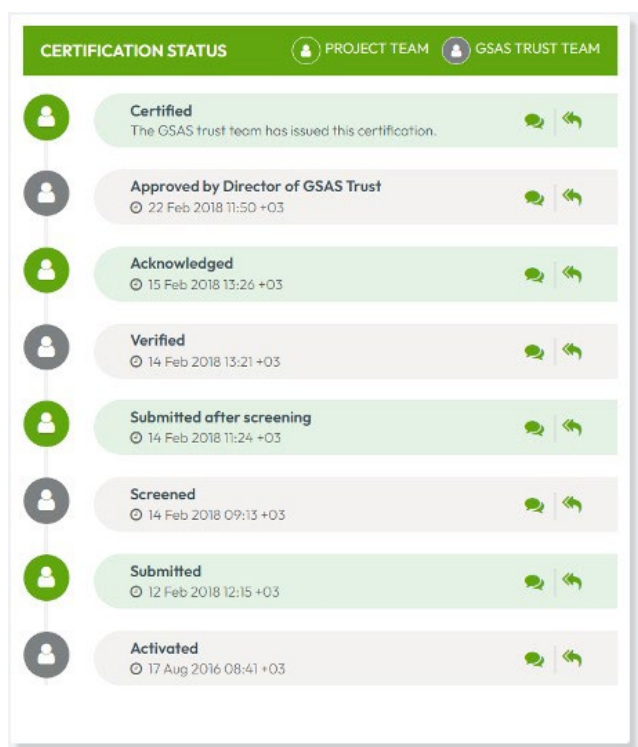 CERTIFICATION STATUS PROJECT TEAM GSAS TRUST TEAM
Certified
The GSAS trust team has issued this certification.
Approved by Director of GSAS Trust
22 Feb 2018 11:50 +03
Acknowledged
15 Feb 2018 13:26 +03
Verified
14 Feb 2018 13:21 +03
Submitted after screening
14 Feb 2018 11:24 +03
Screened
14 Feb 2018 09:13 +03
Submitted
12 Feb 2018 12:15 +03
Activated
17 Aug 2016 08:41 +03